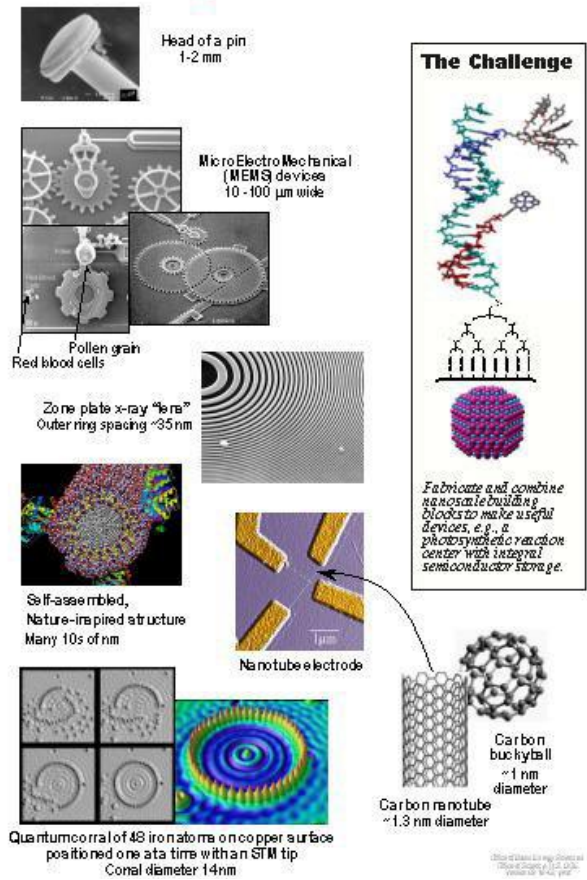 Head of a pin
1-2 mm
The Challenge
MicroElectroMechanical
(MEMS) devices
10 -100 µm wide
Pollen grain
Red blood cells
Zone plate x-ray "lens"
Outer ring spacing ~35 nm
Fabricate and combine
nanoscale building
blocks to make useful
devices, e.g., a
photosynthetic reaction
center with integral
semiconductor storage.
Self-assembled,
Nature-inspired structure
Many 10s of nm
1µm
Nanotube electrode
Carbon
buckyball
~1 nm
diameter
Carbon nanotube
~1.3 nm diameter
Quantum corral of 48 iron atoms on copper surface
positioned one at a time with an STM tip
Corral diameter 14 nm